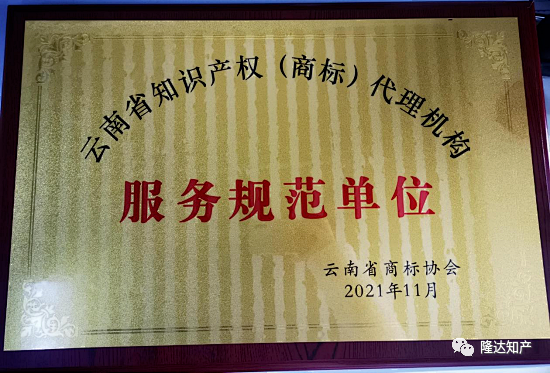 云南省知识产权（商标）代理机构
服务规范单位
云南省商标协会
2021年11月
隆达知产